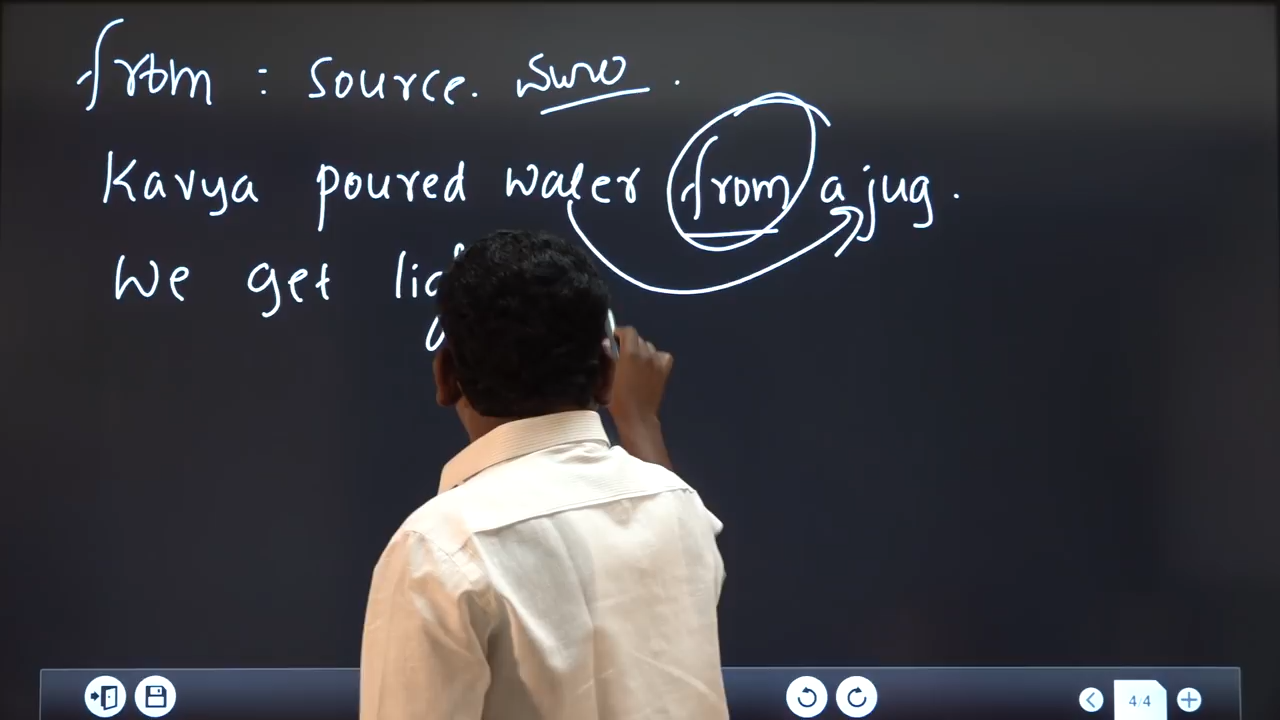 from : source. ಮೂಲ .
Kavya poured water from a jug .
We get
44